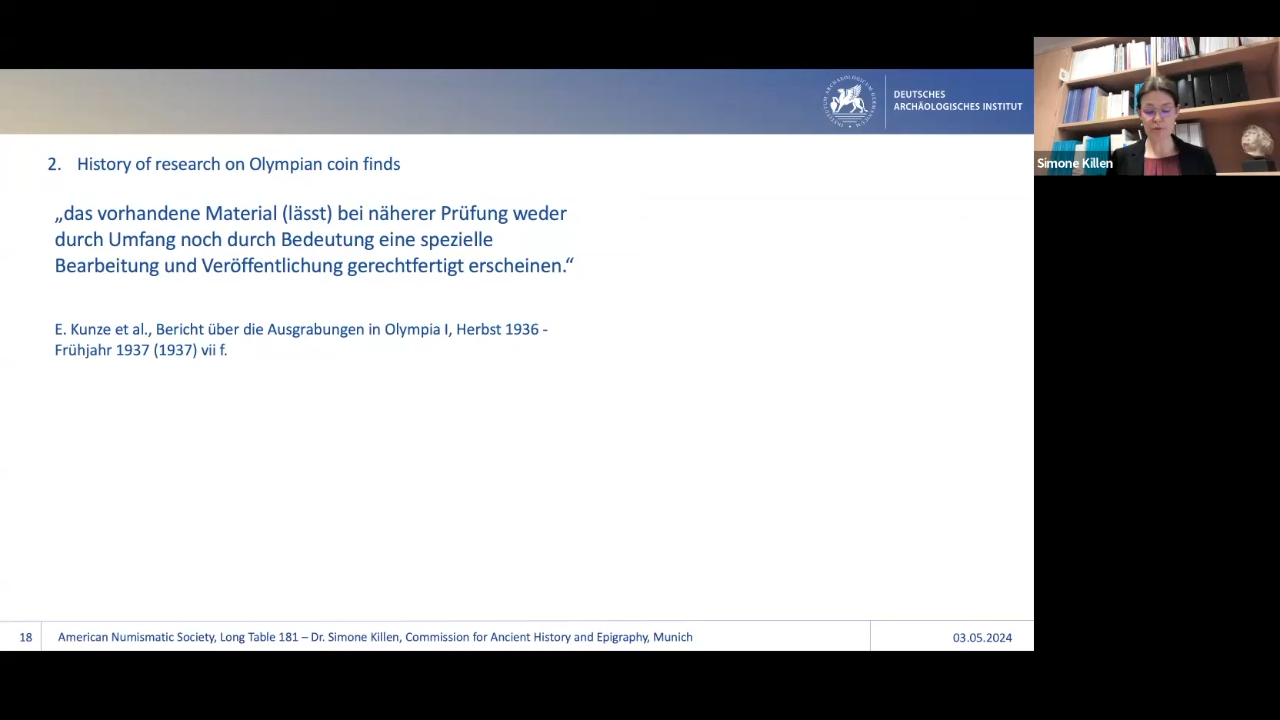 DEUTSCHES
ARCHÄOLOGISCHES INSTITUT
Simone Killen
2. History of research on Olympian coin finds
„das vorhandene Material (lässt) bei näherer Prüfung weder
durch Umfang noch durch Bedeutung eine spezielle
Bearbeitung und Veröffentlichung gerechtfertigt erscheinen.“
E. Kunze et al., Bericht über die Ausgrabungen in Olympia I, Herbst 1936 -
Frühjahr 1937 (1937) vii f.
18 American Numismatic Society, Long Table 181 – Dr. Simone Killen, Commission for Ancient History and Epigraphy, Munich 03.05.2024